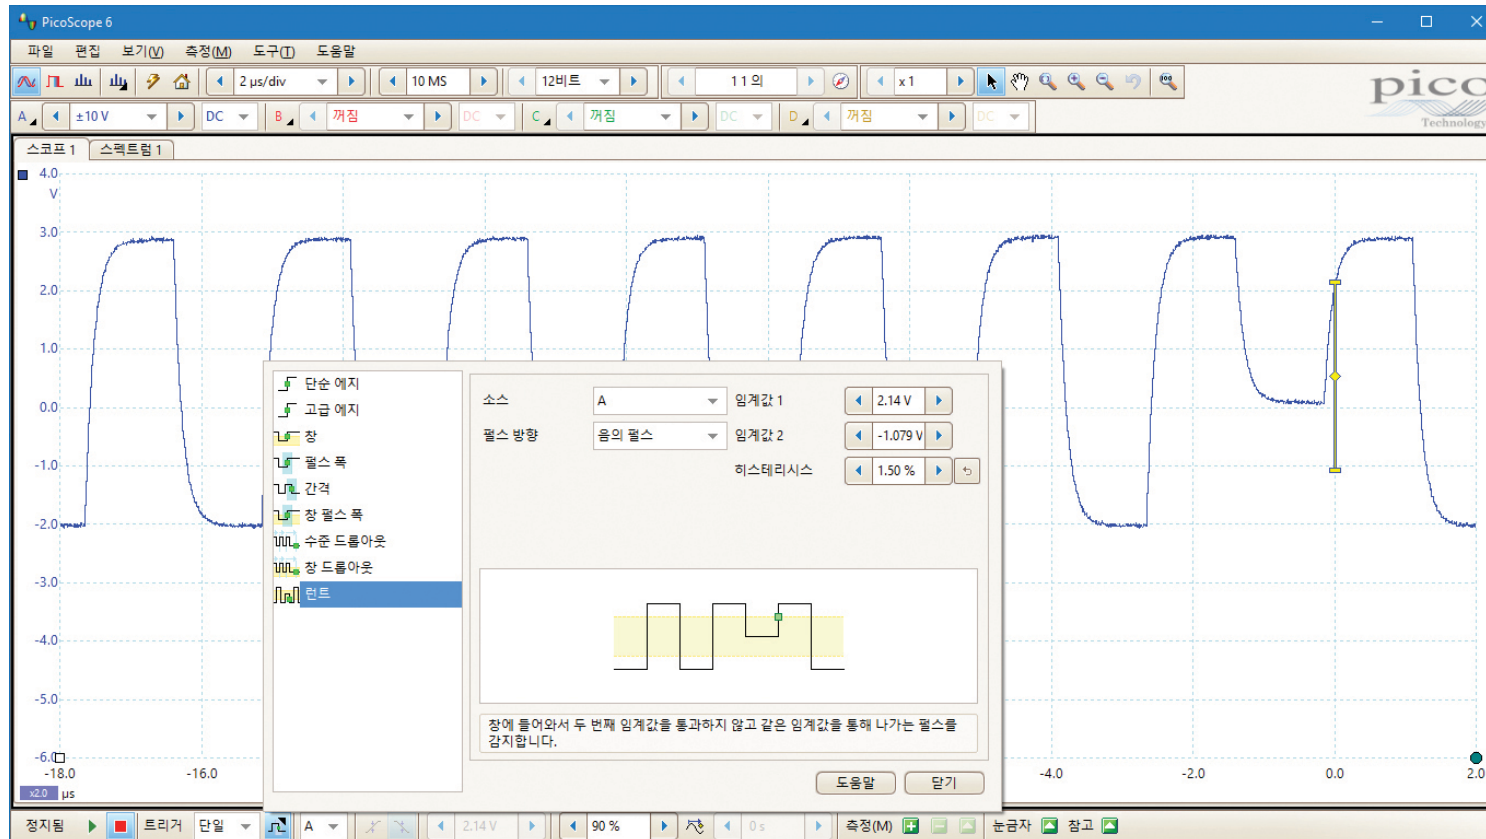 PicoScope 6
파일 편집 보기(V) 측정(M) 도구(T) 도움말
2 µs/div 10 MS 12비트 1 1 의 x 1
pico
Technology
A ±10 V DC B 꺼짐 DC C 꺼짐 DC D 꺼짐 DC
스코프 1 스펙트럼 1
4.0
V
3.0
2.0
1.0
0.0
-1.0
-2.0
-3.0
-4.0
-5.0
-6.0
단순 에지
고급 에지
창
펄스 폭
간격
창 펄스 폭
수준 드롭아웃
창 드롭아웃
런트
소스 A 임계값 1 2.14 V
펄스 방향 음의 펄스 임계값 2 -1.079 V
히스테리시스 1.50 %
창에 들어와서 두 번째 임계값을 통과하지 않고 같은 임계값을 통해 나가는 펄스를
감지합니다.
도움말 닫기
-18.0 -16.0 -4.0 -2.0 0.0 2.0
x2.0 µs
정지됨 트리거 단일 A 2.14 V 90 % 0 s 측정(M) 눈금자 참고